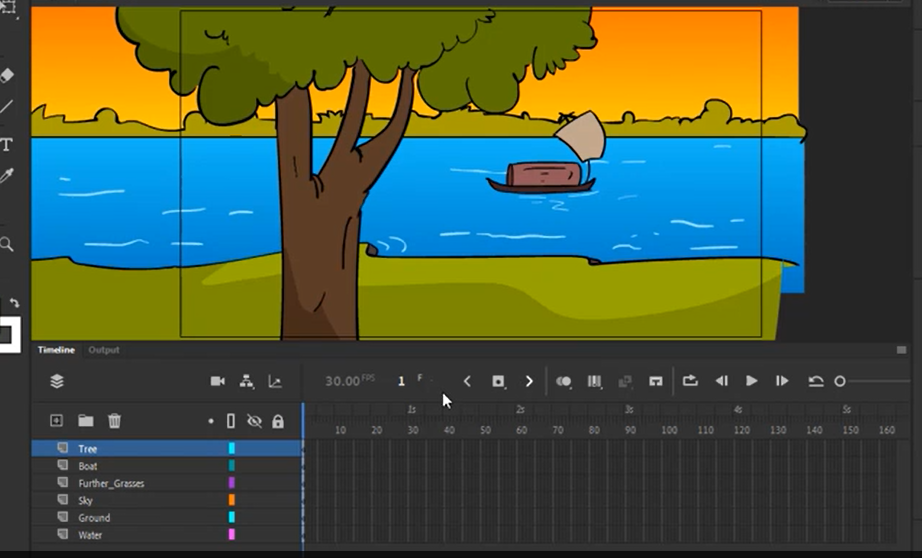 T
Timeline Output
30.00 FPS 1 F
1s 2s 3s 4s 5s
10 20 30 40 50 60 70 80 90 100 110 120 130 140 150 160
Tree
Boat
Further_Grasses
Sky
Ground
Water